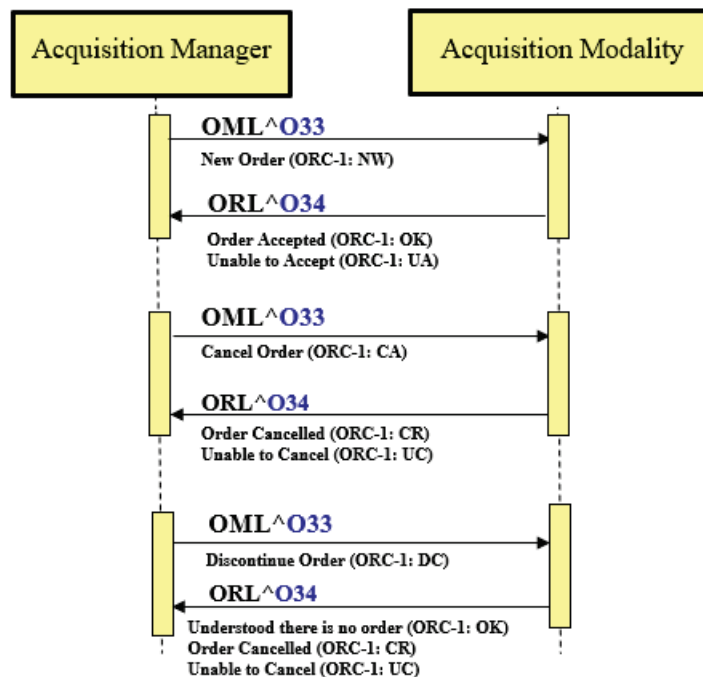 Acquisition Manager
Acquisition Modality
OML^O33
New Order (ORC-1: NW)
ORL^O34
Order Accepted (ORC-1: OK)
Unable to Accept (ORC-1: UA)
OML^O33
Cancel Order (ORC-1: CA)
ORL^O34
Order Cancelled (ORC-1: CR)
Unable to Cancel (ORC-1: UC)
OML^O33
Discontinue Order (ORC-1: DC)
ORL^O34
Understood there is no order (ORC-1: OK)
Order Cancelled (ORC-1: CR)
Unable to Cancel (ORC-1: UC)